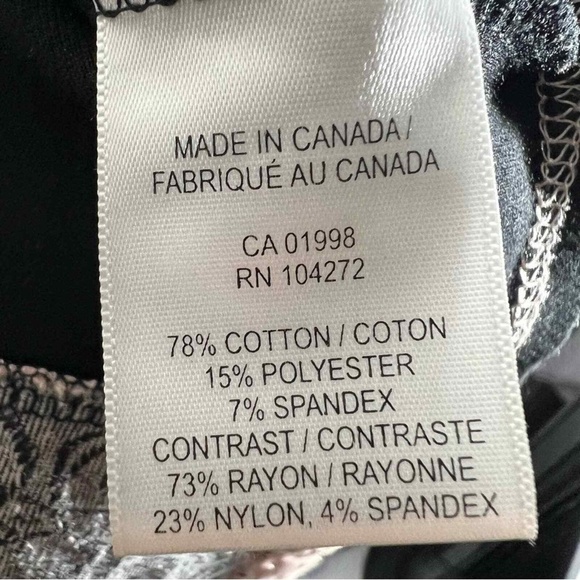 MADE IN CANADA /
FABRIQUÉ AU CANADA
CA 01998
RN 104272
78% COTTON / COTON
15% POLYESTER
7% SPANDEX
CONTRAST / CONTRASTE
73% RAYON / RAYONNE
23% NYLON, 4% SPANDEX